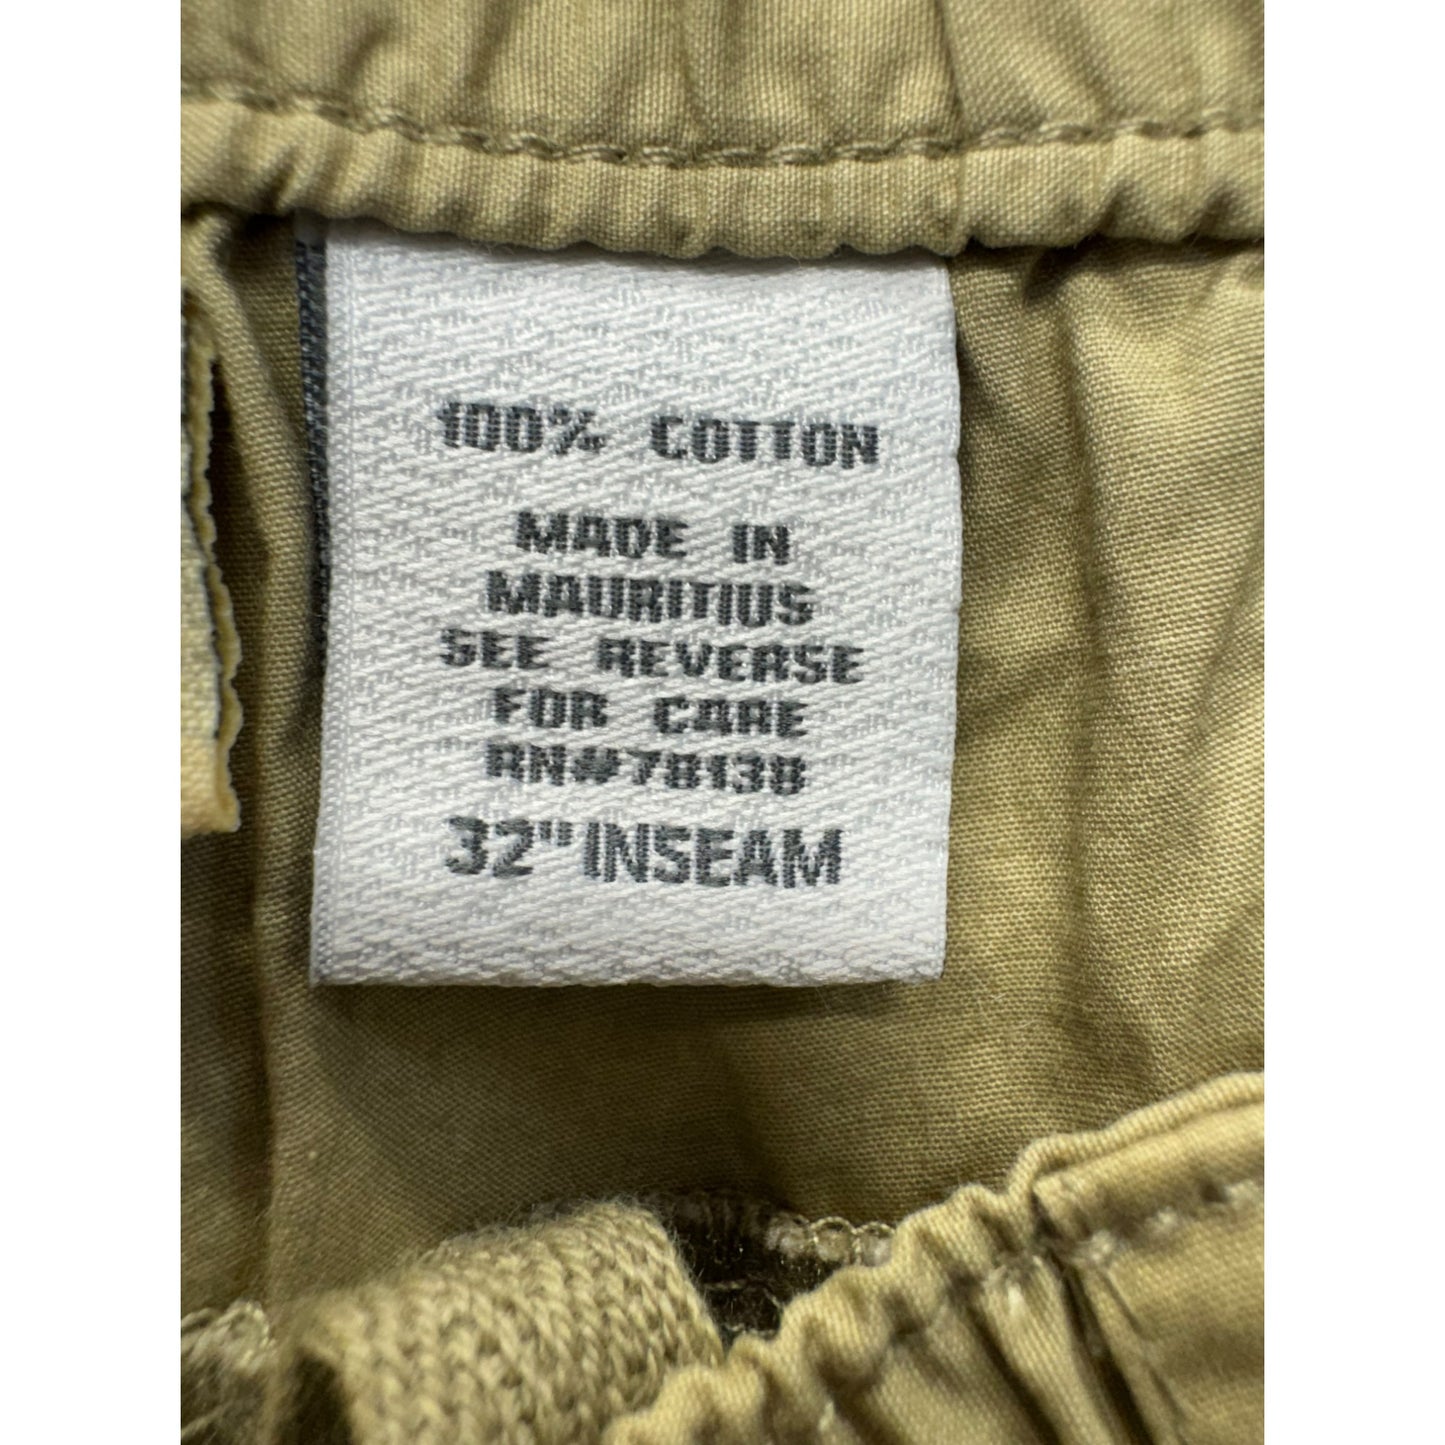 100% COTTON
MADE IN
MAURITIUS
SEE REVERSE
FOR CARE
RN#78138
32"INSEAM